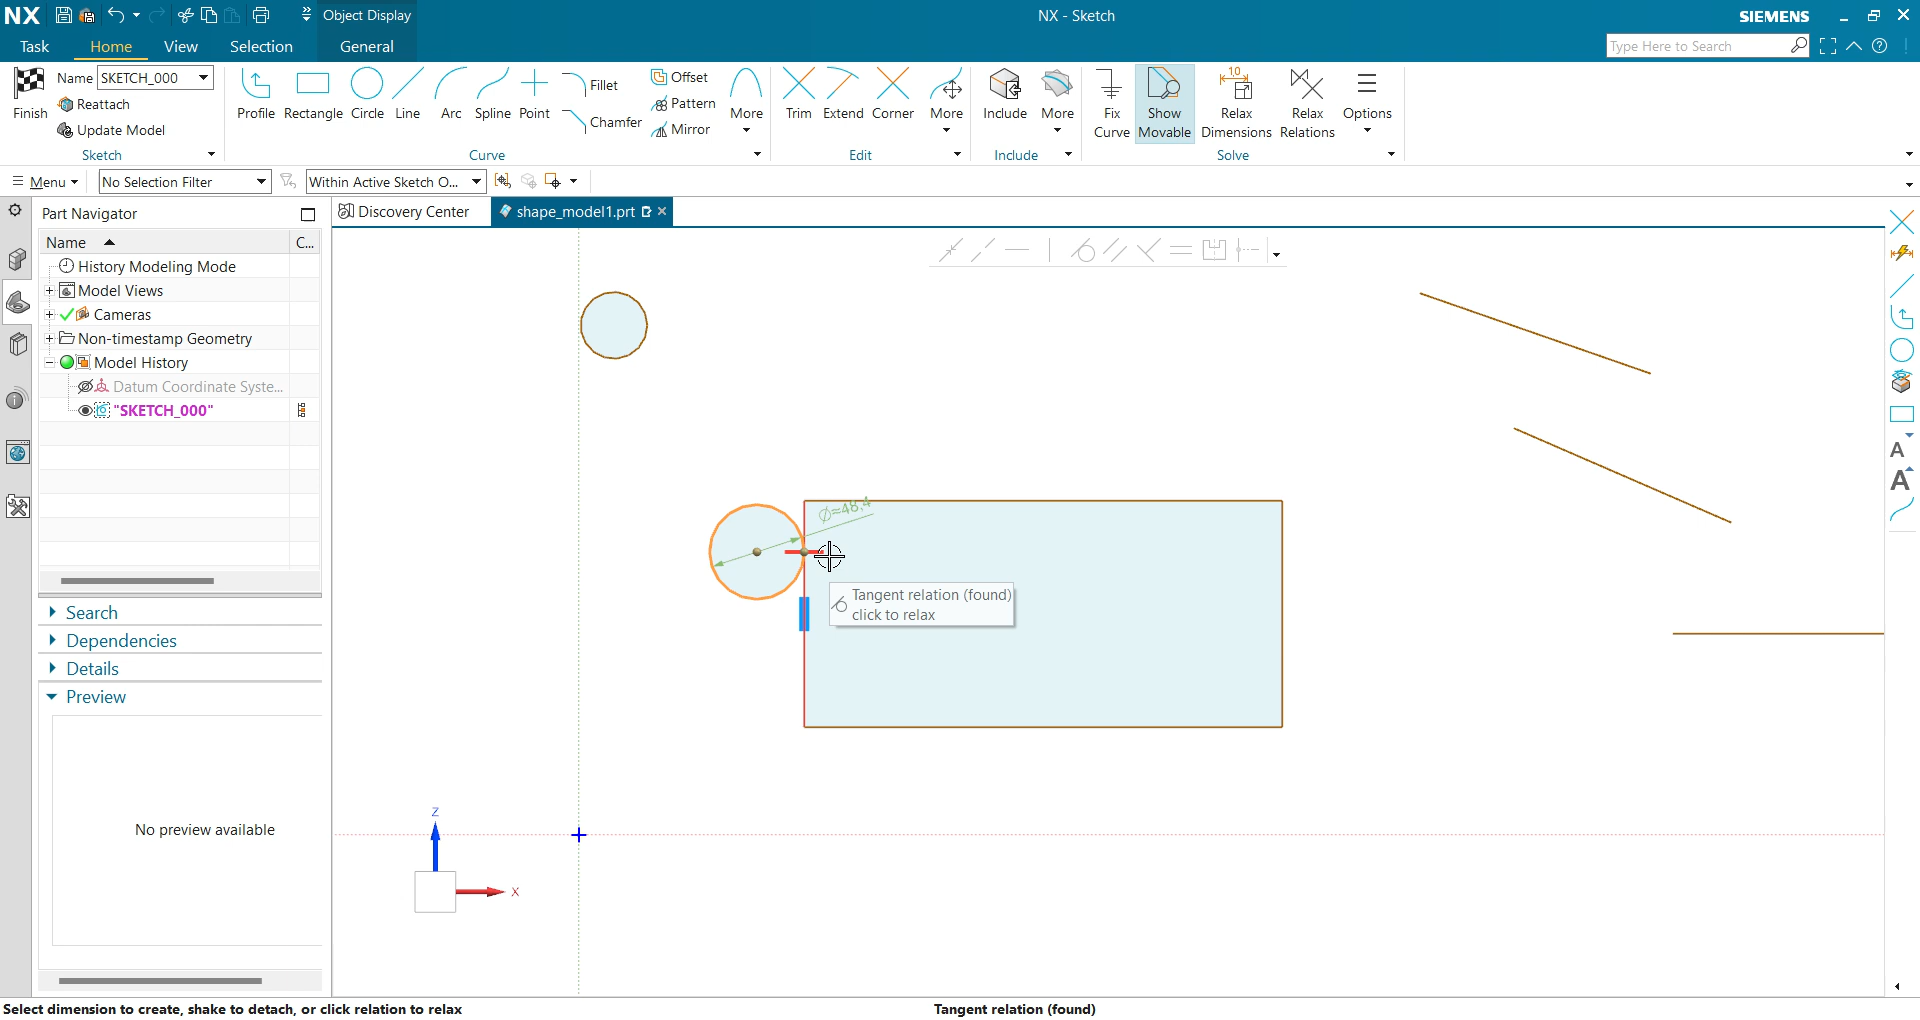 NX
Object Display
NX - Sketch
SIEMENS
Task
Home
View
Selection
General
Type Here to Search
Finish
Name SKETCH_000
Reattach
Update Model
Sketch
Profile
Rectangle
Circle
Line
Arc
Spline
Point
Fillet
Chamfer
Offset
Pattern
Mirror
More
Curve
Trim
Extend
Corner
More
Edit
Include
More
Include
Fix
Curve
Show
Movable
1,0
Relax
Dimensions
Relax
Relations
Options
Solve
Menu
No Selection Filter
Within Active Sketch O...
Part Navigator
Discovery Center
shape_model1.prt
Name
C...
History Modeling Mode
Model Views
Cameras
Non-timestamp Geometry
Model History
Datum Coordinate Syste...
"SKETCH_000"
Search
Dependencies
Details
Preview
No preview available
Ø=48,4
Tangent relation (found)
click to relax
A
A
Z
X
Select dimension to create, shake to detach, or click relation to relax
Tangent relation (found)